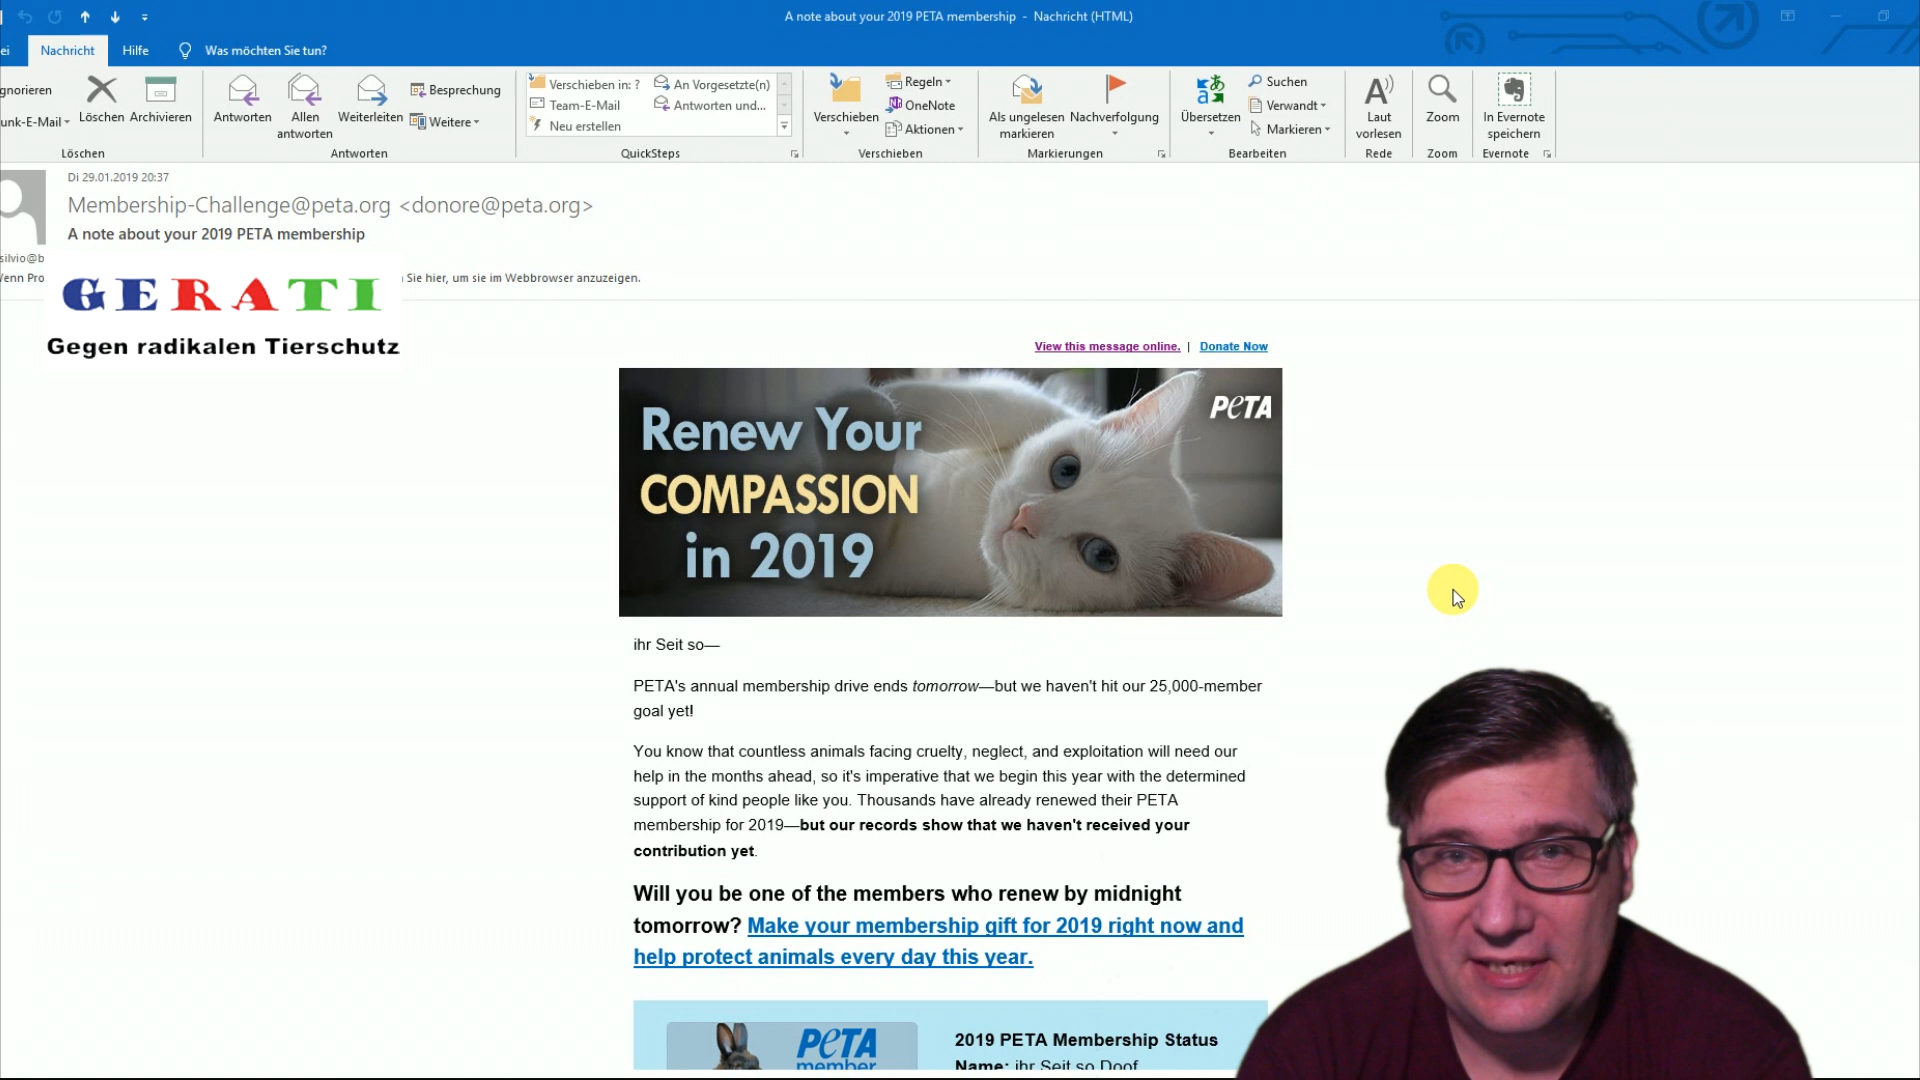 A note about your 2019 PETA membership - Nachricht (HTML)
ei Nachricht Hilfe Was möchten Sie tun?
gnorieren
unk-E-Mail
Löschen
Archivieren
Löschen
Antworten
Allen antworten
Weiterleiten
Besprechung
Weitere
Antworten
Verschieben in: ?
Team-E-Mail
Neu erstellen
An Vorgesetzte(n)
Antworten und...
QuickSteps
Verschieben
Regeln
OneNote
Aktionen
Verschieben
Als ungelesen markieren
Nachverfolgung
Markierungen
Übersetzen
Suchen
Verwandt
Markieren
Bearbeiten
Laut vorlesen
Rede
Zoom
Zoom
In Evernote speichern
Evernote
Di 29.01.2019 20:37
Membership-Challenge@peta.org <donore@peta.org>
A note about your 2019 PETA membership
silvio@b
Wenn Pro
Sie hier, um sie im Webbrowser anzuzeigen.
GERATI
Gegen radikalen Tierschutz
View this message online. | Donate Now
Renew Your
COMPASSION
in 2019
PETA
ihr Seit so—
PETA's annual membership drive ends tomorrow—but we haven't hit our 25,000-member
goal yet!
You know that countless animals facing cruelty, neglect, and exploitation will need our
help in the months ahead, so it's imperative that we begin this year with the determined
support of kind people like you. Thousands have already renewed their PETA
membership for 2019—but our records show that we haven't received your
contribution yet.
Will you be one of the members who renew by midnight
tomorrow? Make your membership gift for 2019 right now and
help protect animals every day this year.
PETA
member
2019 PETA Membership Status
Name: ihr Seit so Doof